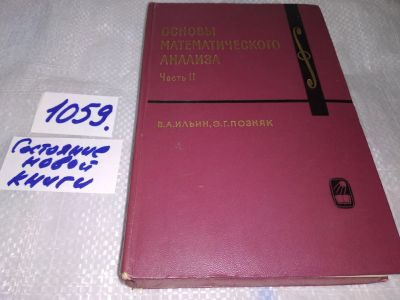 ОСНОВЫ
МАТЕМАТИЧЕСКОГО
АНАЛИЗА
Часть II
В.А.ИЛЬИН, Э.Г.ПОЗНЯК
1059.
Состояние
новой
книги